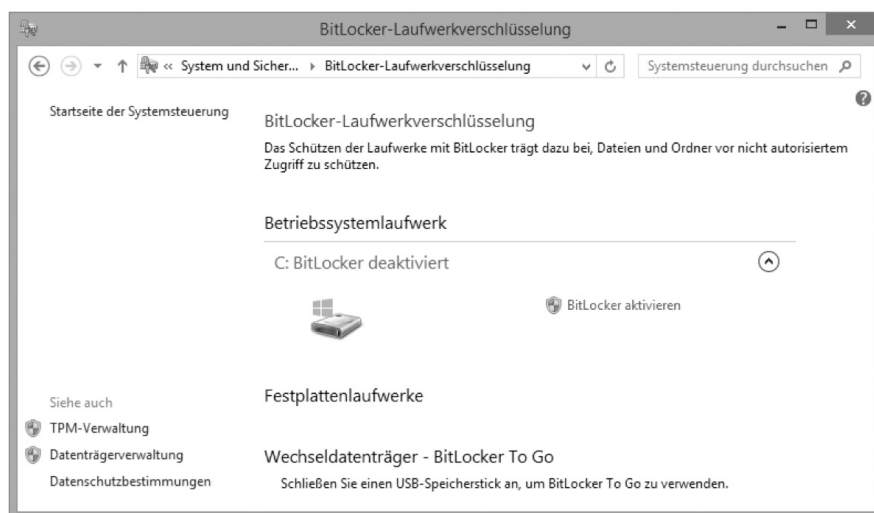 BitLocker-Laufwerkverschlüsselung
« System und Sicher... BitLocker-Laufwerkverschlüsselung Systemsteuerung durchsuchen
Startseite der Systemsteuerung
BitLocker-Laufwerkverschlüsselung
Das Schützen der Laufwerke mit BitLocker trägt dazu bei, Dateien und Ordner vor nicht autorisiertem
Zugriff zu schützen.
Betriebssystemlaufwerk
C: BitLocker deaktiviert
BitLocker aktivieren
Festplattenlaufwerke
Wechseldatenträger - BitLocker To Go
Schließen Sie einen USB-Speicherstick an, um BitLocker To Go zu verwenden.
Siehe auch
TPM-Verwaltung
Datenträgerverwaltung
Datenschutzbestimmungen